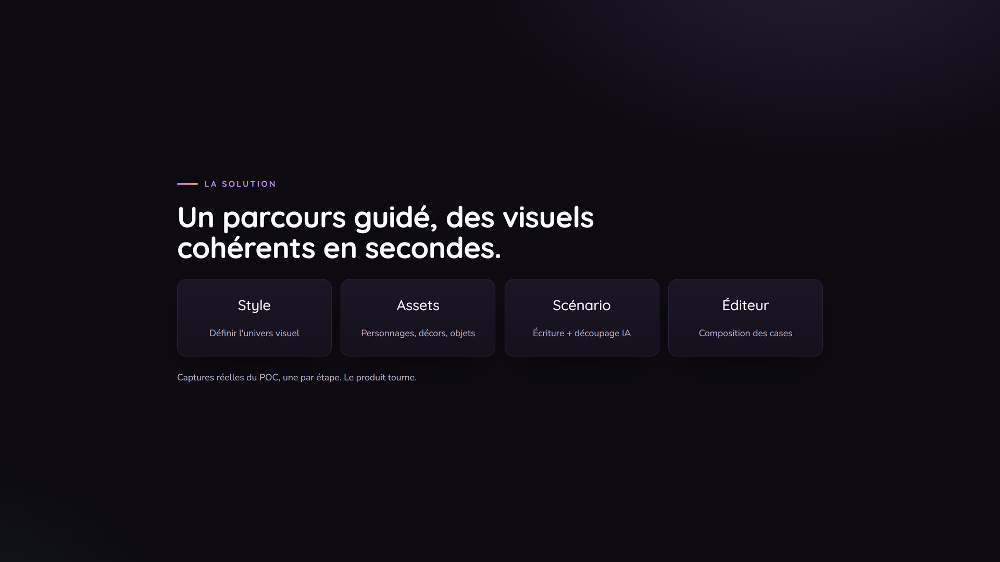 LA SOLUTION
Un parcours guidé, des visuels
cohérents en secondes.
Style
Définir l'univers visuel
Assets
Personnages, décors, objets
Scénario
Écriture + découpage IA
Éditeur
Composition des cases
Captures réelles du POC, une par étape. Le produit tourne.